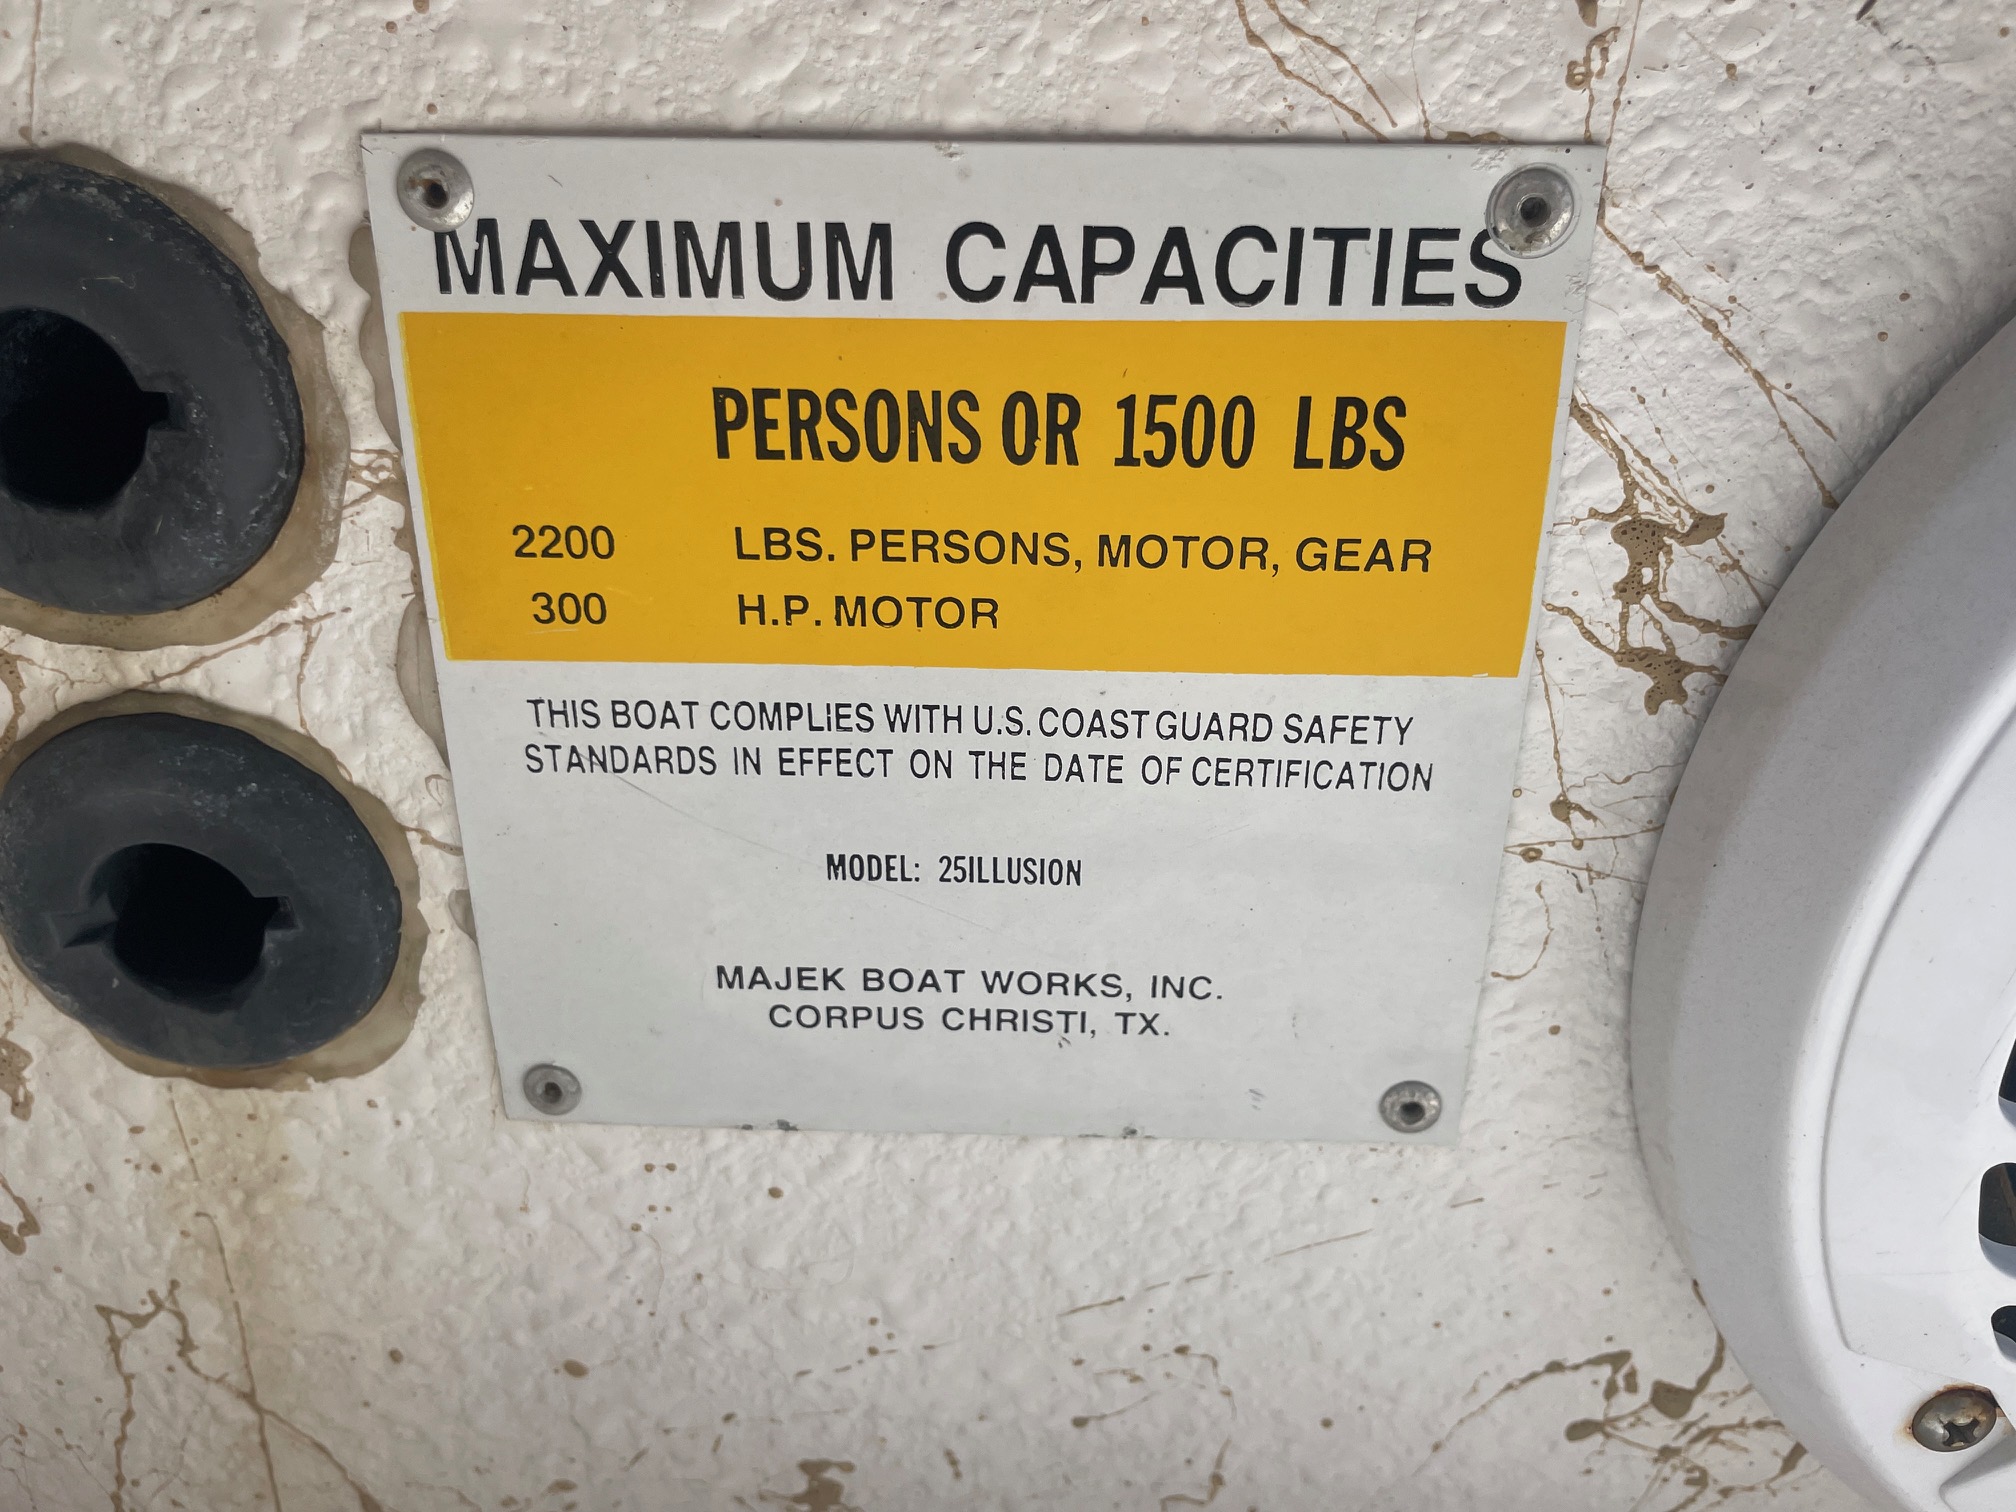 MAXIMUM CAPACITIES
PERSONS OR 1500 LBS
2200 LBS. PERSONS, MOTOR, GEAR
300 H.P. MOTOR
THIS BOAT COMPLIES WITH U.S. COAST GUARD SAFETY
STANDARDS IN EFFECT ON THE DATE OF CERTIFICATION
MODEL: 25ILLUSION
MAJEK BOAT WORKS, INC.
CORPUS CHRISTI, TX.